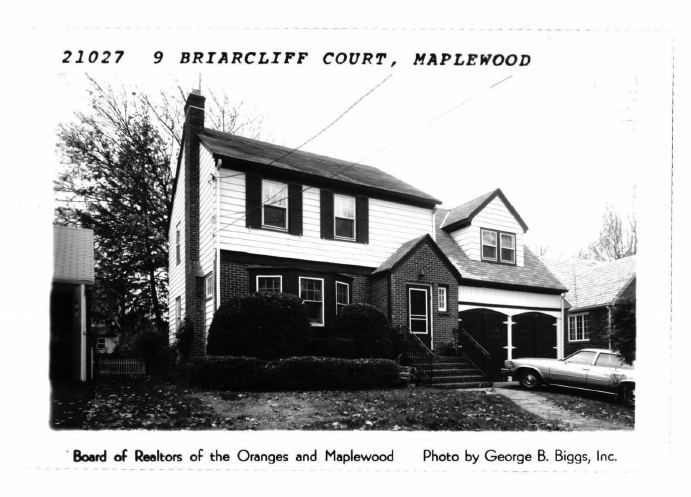 21027 9 BRIARCLIFF COURT, MAPLEWOOD
Board of Realtors of the Oranges and Maplewood Photo by George B. Biggs, Inc.